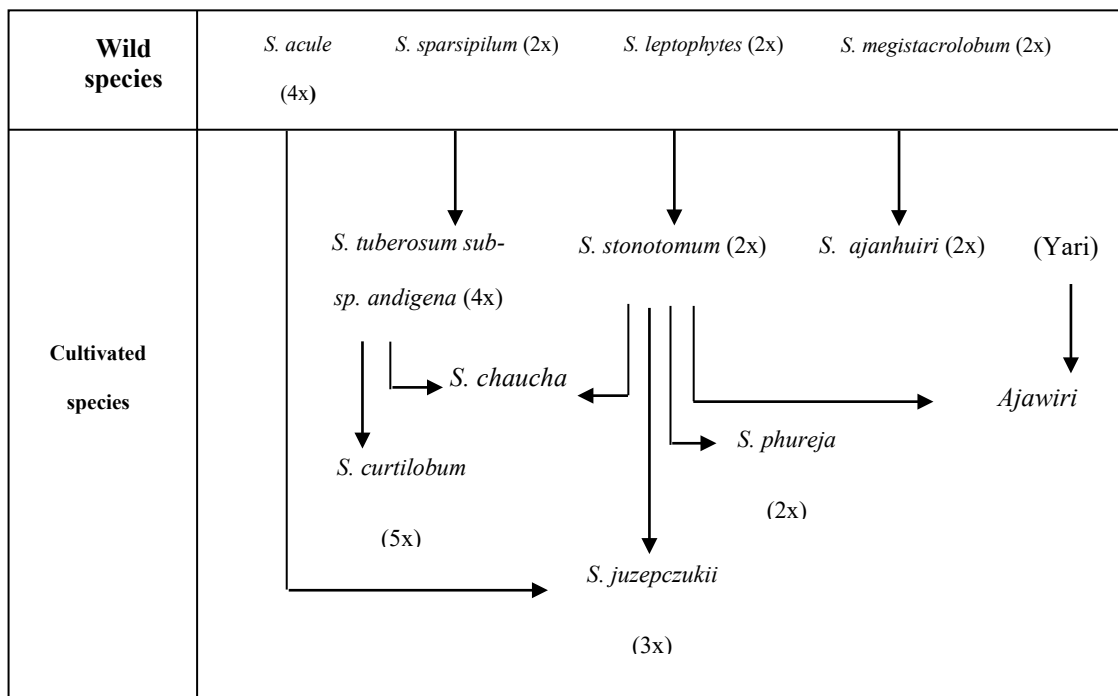 Wild
species
S. acule
(4x)
S. sparsipilum (2x)
S. leptophytes (2x)
S. megistacrolobum (2x)
Cultivated
species
S. tuberosum sub-
sp. andigena (4x)
S. stonotomum (2x)
S. ajanhuiri (2x)
(Yari)
S. chaucha
Ajawiri
S. phureja
(2x)
S. curtilobum
(5x)
S. juzepczukii
(3x)